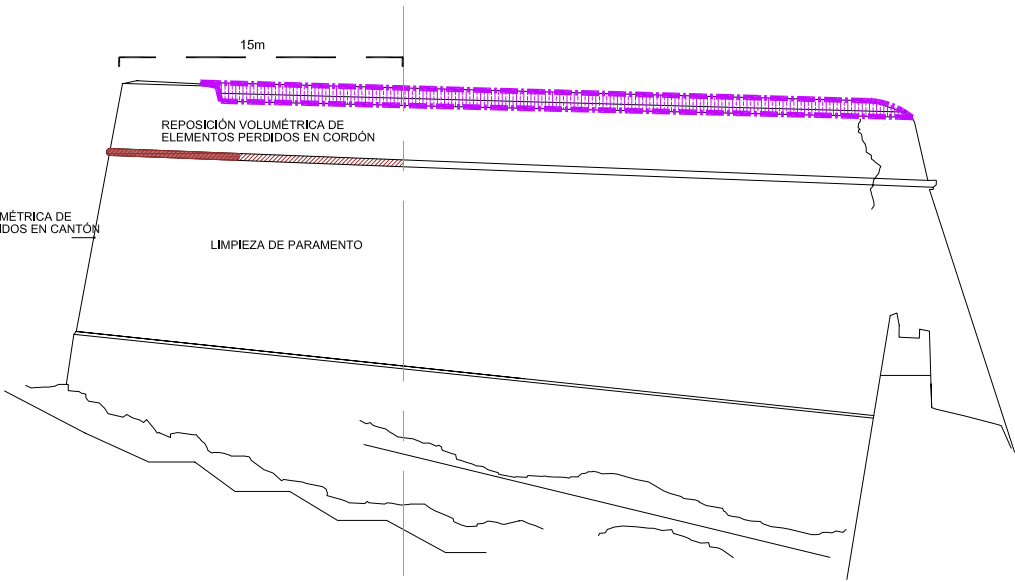 15m
REPOSICIÓN VOLUMÉTRICA DE
ELEMENTOS PERDIDOS EN CORDÓN
MÉTRICA DE
IDOS EN CANTÓN
LIMPIEZA DE PARAMENTO